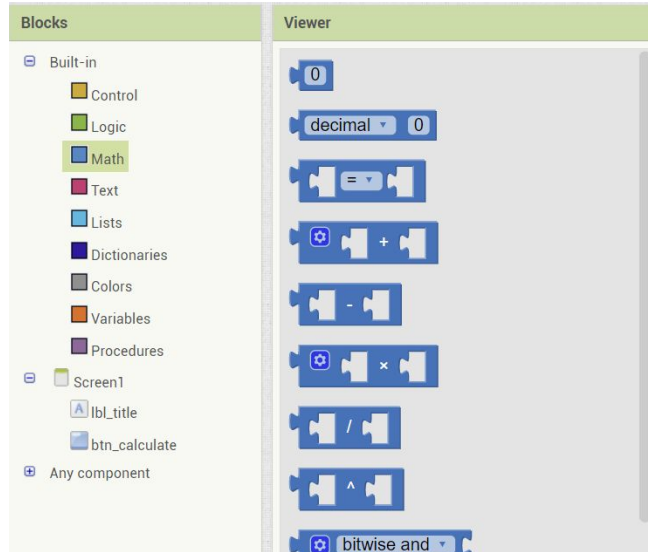 Blocks
Viewer
Built-in
Control
Logic
Math
Text
Lists
Dictionaries
Colors
Variables
Procedures
Screen1
lbl_title
btn_calculate
Any component
0
decimal 0
=
+
-
×
/
^
bitwise and